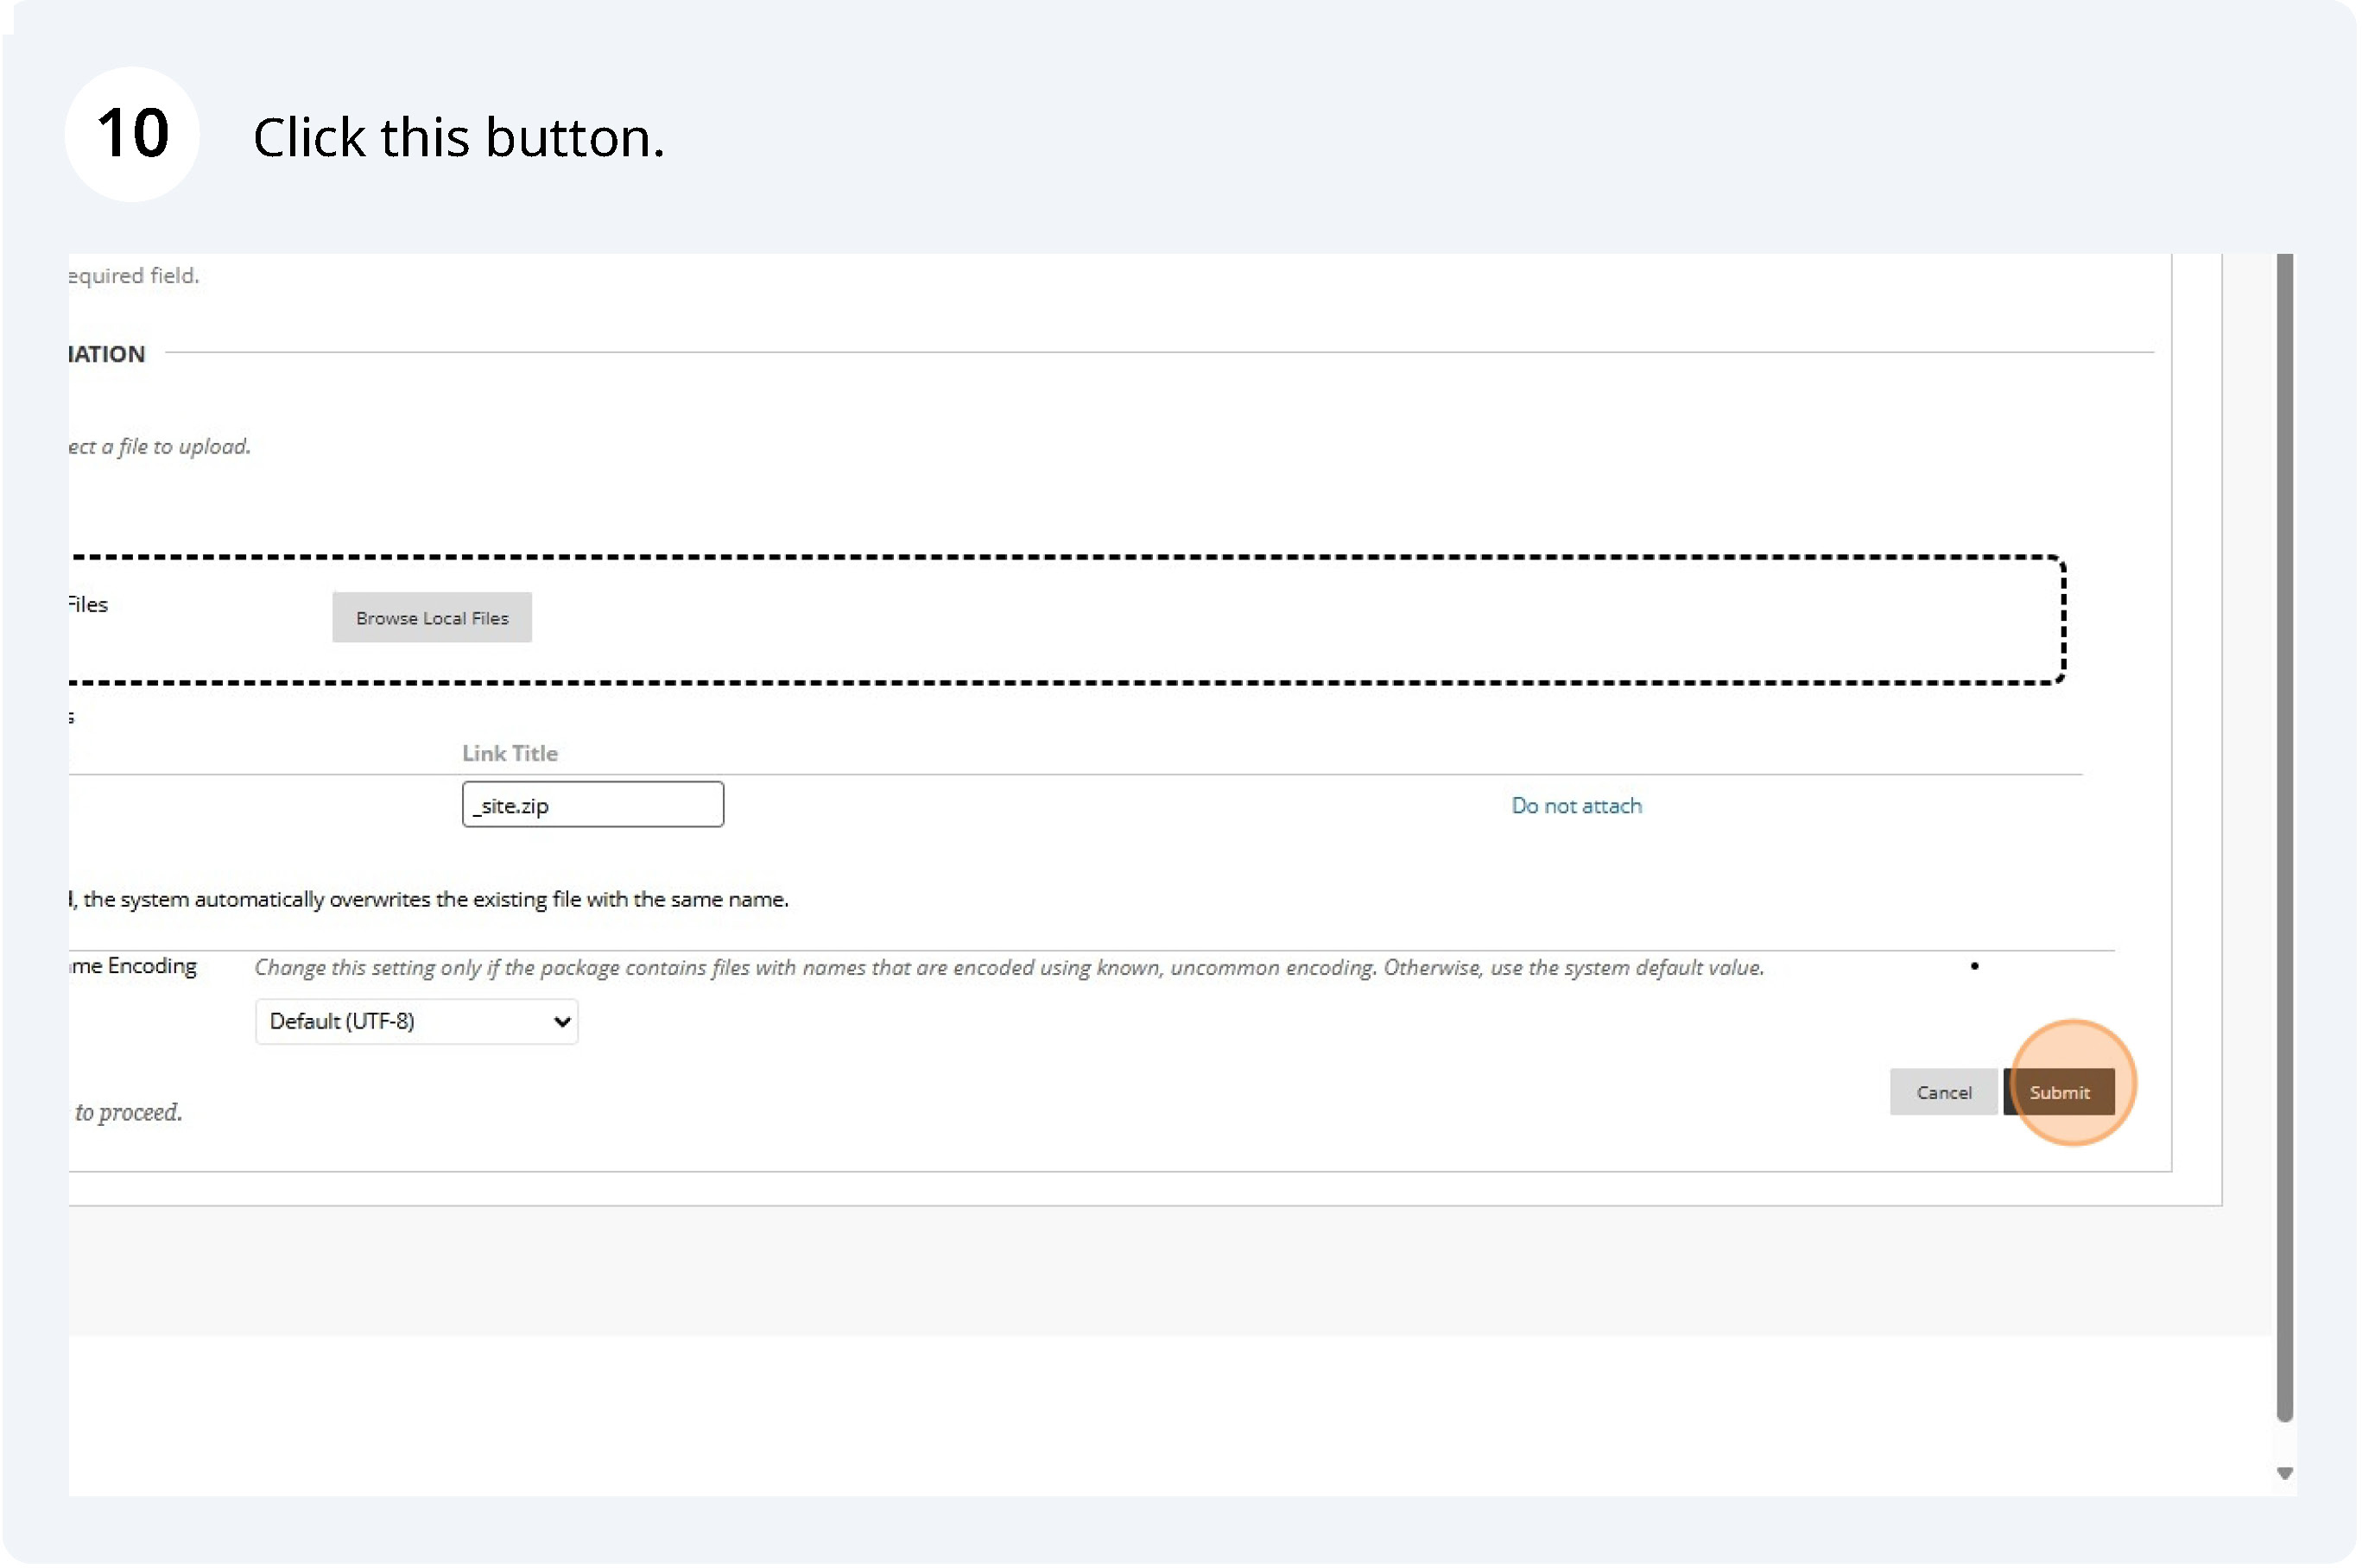 10 Click this button.
equired field.
ATION
ect a file to upload.
Files
Browse Local Files
s
Link Title
_site.zip
Do not attach
, the system automatically overwrites the existing file with the same name.
me Encoding
Change this setting only if the package contains files with names that are encoded using known, uncommon encoding. Otherwise, use the system default value.
Default (UTF-8)
Cancel
Submit
to proceed.